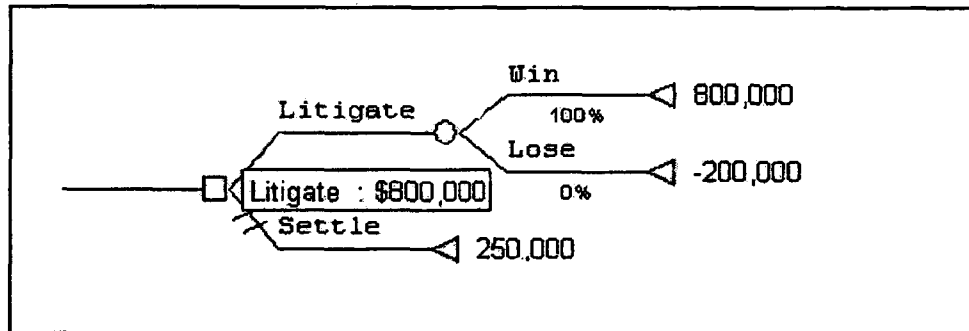 Win
800,000
Litigate
100%
Lose
-200,000
0%
Litigate : $800,000
Settle
250,000